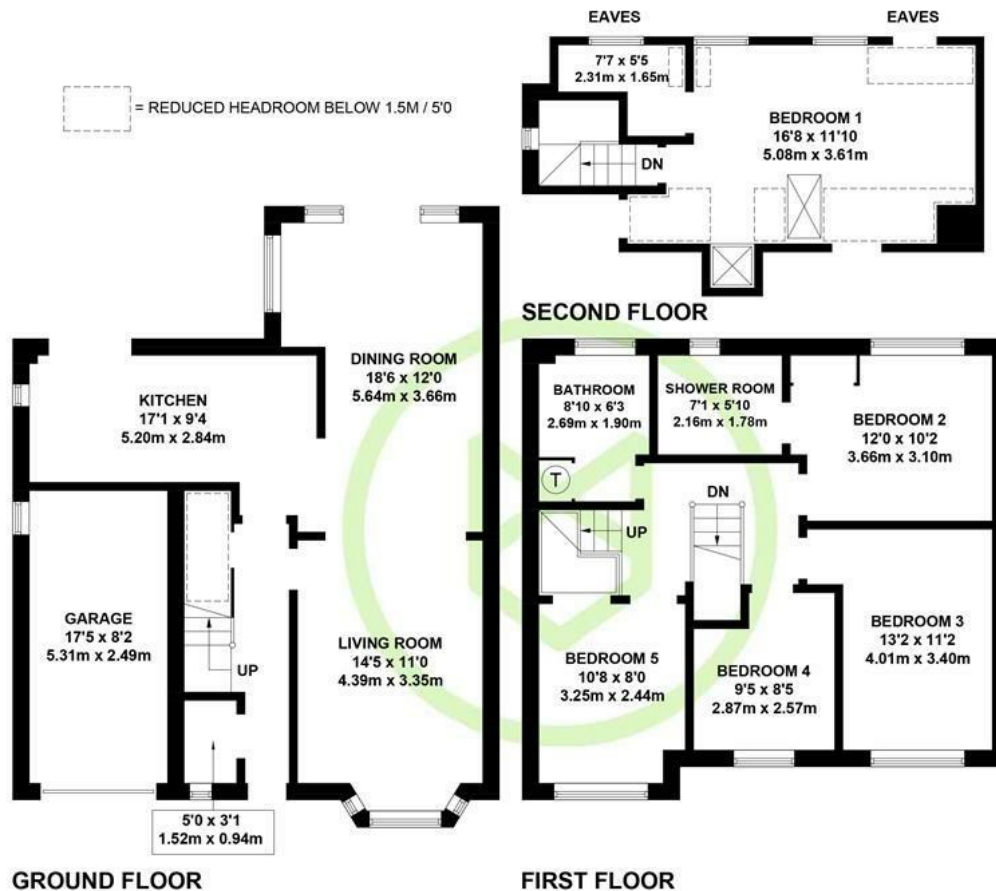 EAVES
EAVES
7'7 x 5'5
2.31m x 1.65m
= REDUCED HEADROOM BELOW 1.5M / 5'0
BEDROOM 1
16'8 x 11'10
5.08m x 3.61m
DN
SECOND FLOOR
DINING ROOM
18'6 x 12'0
5.64m x 3.66m
KITCHEN
17'1 x 9'4
5.20m x 2.84m
GARAGE
17'5 x 8'2
5.31m x 2.49m
UP
LIVING ROOM
14'5 x 11'0
4.39m x 3.35m
5'0 x 3'1
1.52m x 0.94m
GROUND FLOOR
BATHROOM
8'10 x 6'3
2.69m x 1.90m
SHOWER ROOM
7'1 x 5'10
2.16m x 1.78m
BEDROOM 2
12'0 x 10'2
3.66m x 3.10m
T
DN
UP
BEDROOM 3
13'2 x 11'2
4.01m x 3.40m
BEDROOM 5
10'8 x 8'0
3.25m x 2.44m
BEDROOM 4
9'5 x 8'5
2.87m x 2.57m
FIRST FLOOR